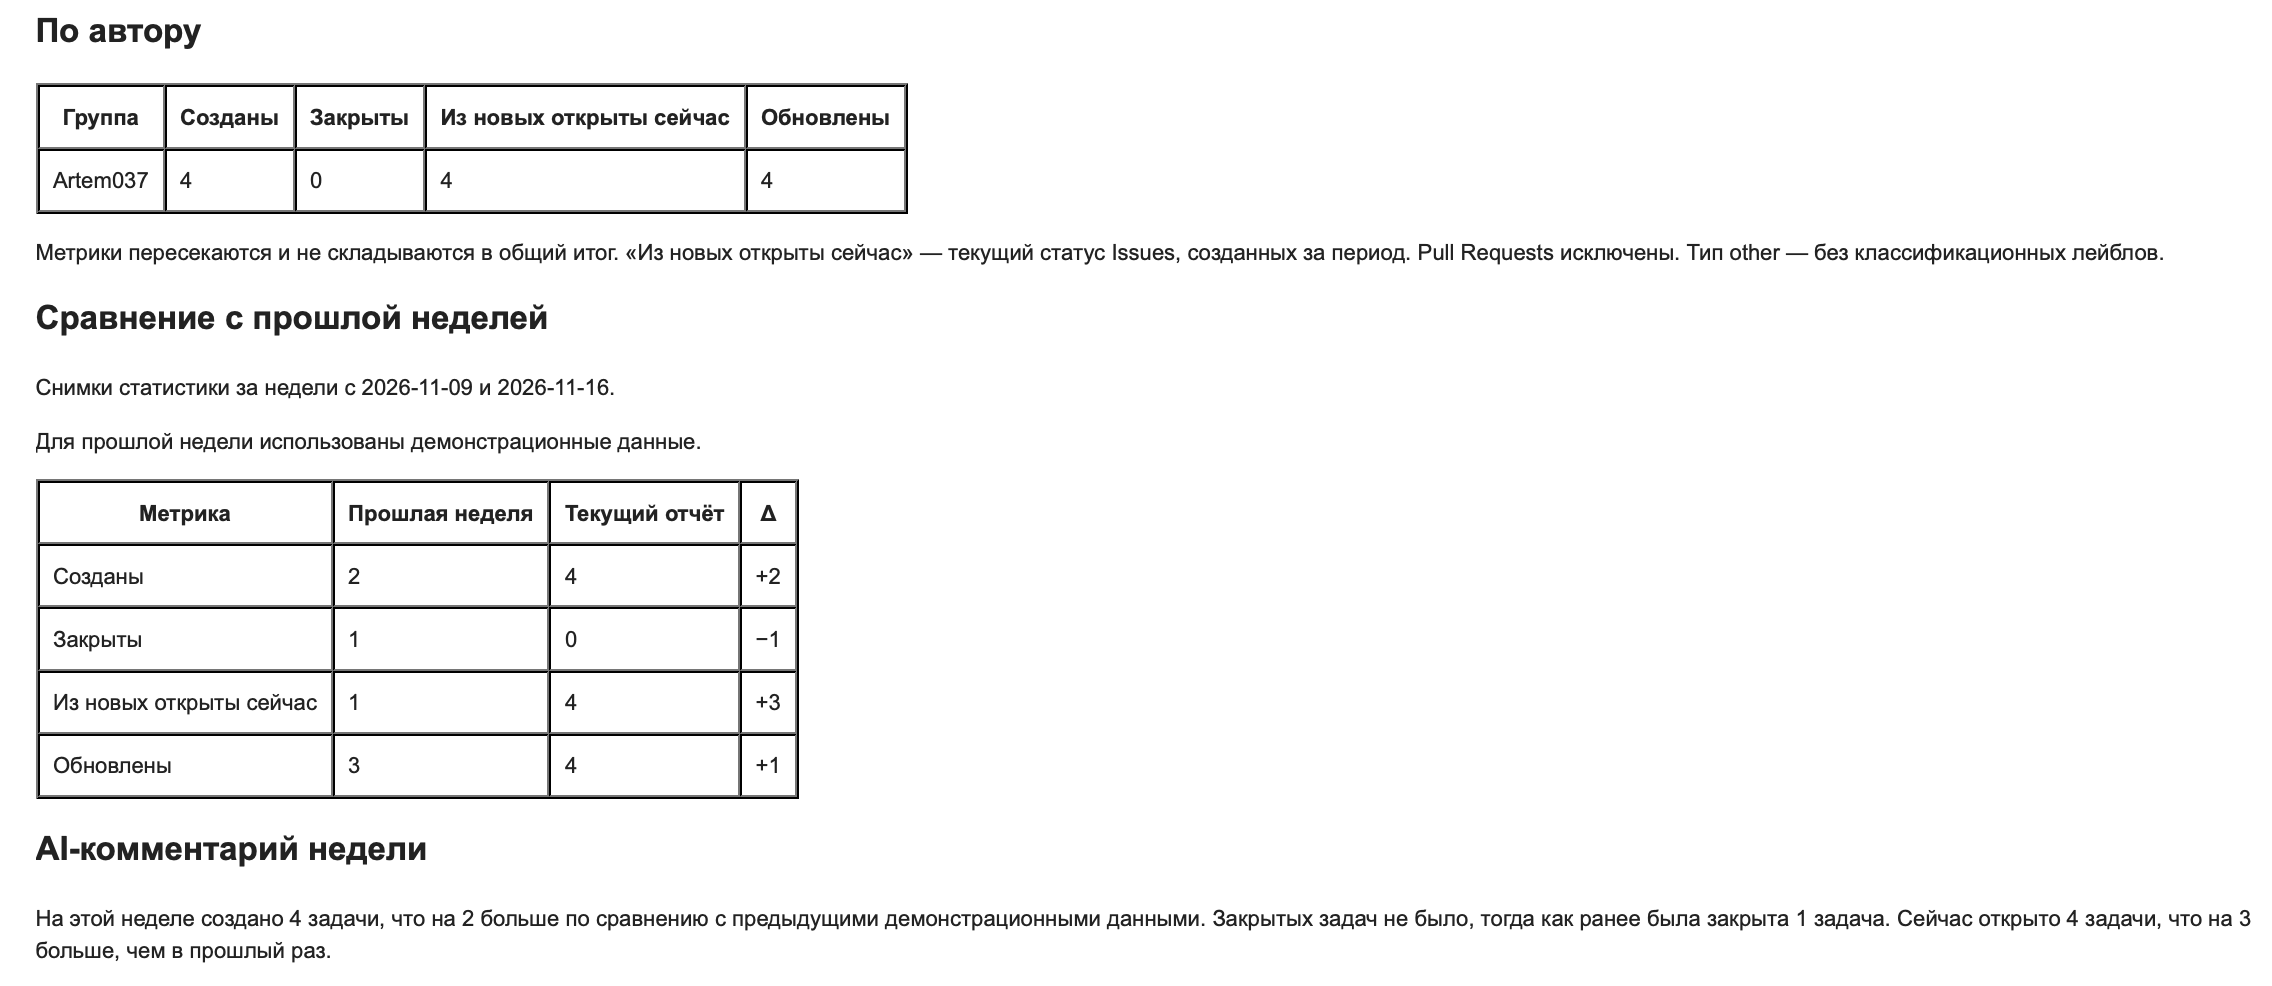 По автору
Группа Созданы Закрыты Из новых открыты сейчас Обновлены
Artem037 4 0 4 4
Метрики пересекаются и не складываются в общий итог. «Из новых открыты сейчас» — текущий статус Issues, созданных за период. Pull Requests исключены. Тип other — без классификационных лейблов.
Сравнение с прошлой неделей
Снимки статистики за недели с 2026-11-09 и 2026-11-16.
Для прошлой недели использованы демонстрационные данные.
Метрика Прошлая неделя Текущий отчёт Δ
Созданы 2 4 +2
Закрыты 1 0 −1
Из новых открыты сейчас 1 4 +3
Обновлены 3 4 +1
AI-комментарий недели
На этой неделе создано 4 задачи, что на 2 больше по сравнению с предыдущими демонстрационными данными. Закрытых задач не было, тогда как ранее была закрыта 1 задача. Сейчас открыто 4 задачи, что на 3
больше, чем в прошлый раз.